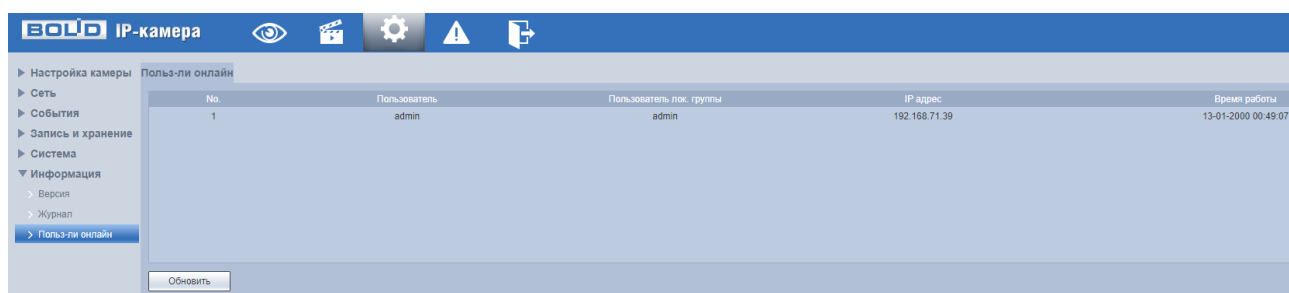 BOLID IP-камера
Настройка камеры
Сеть
События
Запись и хранение
Система
Информация
Версия
Журнал
Польз-ли онлайн
Польз-ли онлайн
No. Пользователь Пользователь лок. группы IP адрес Время работы
1 admin admin 192.168.71.39 13-01-2000 00:49:07
Обновить